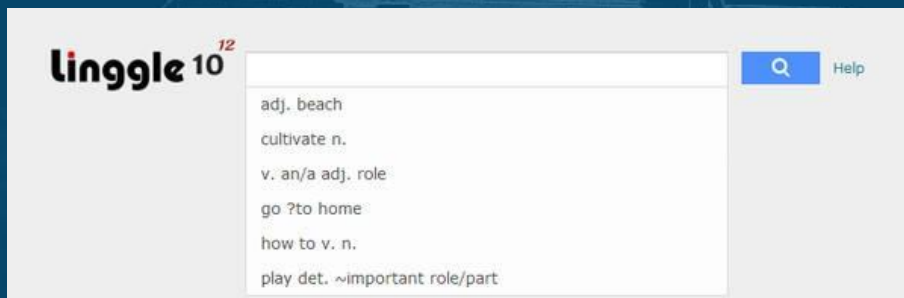 Linggle 10 12
Help
adj. beach
cultivate n.
v. an/a adj. role
go ?to home
how to v. n.
play det. ~important role/part